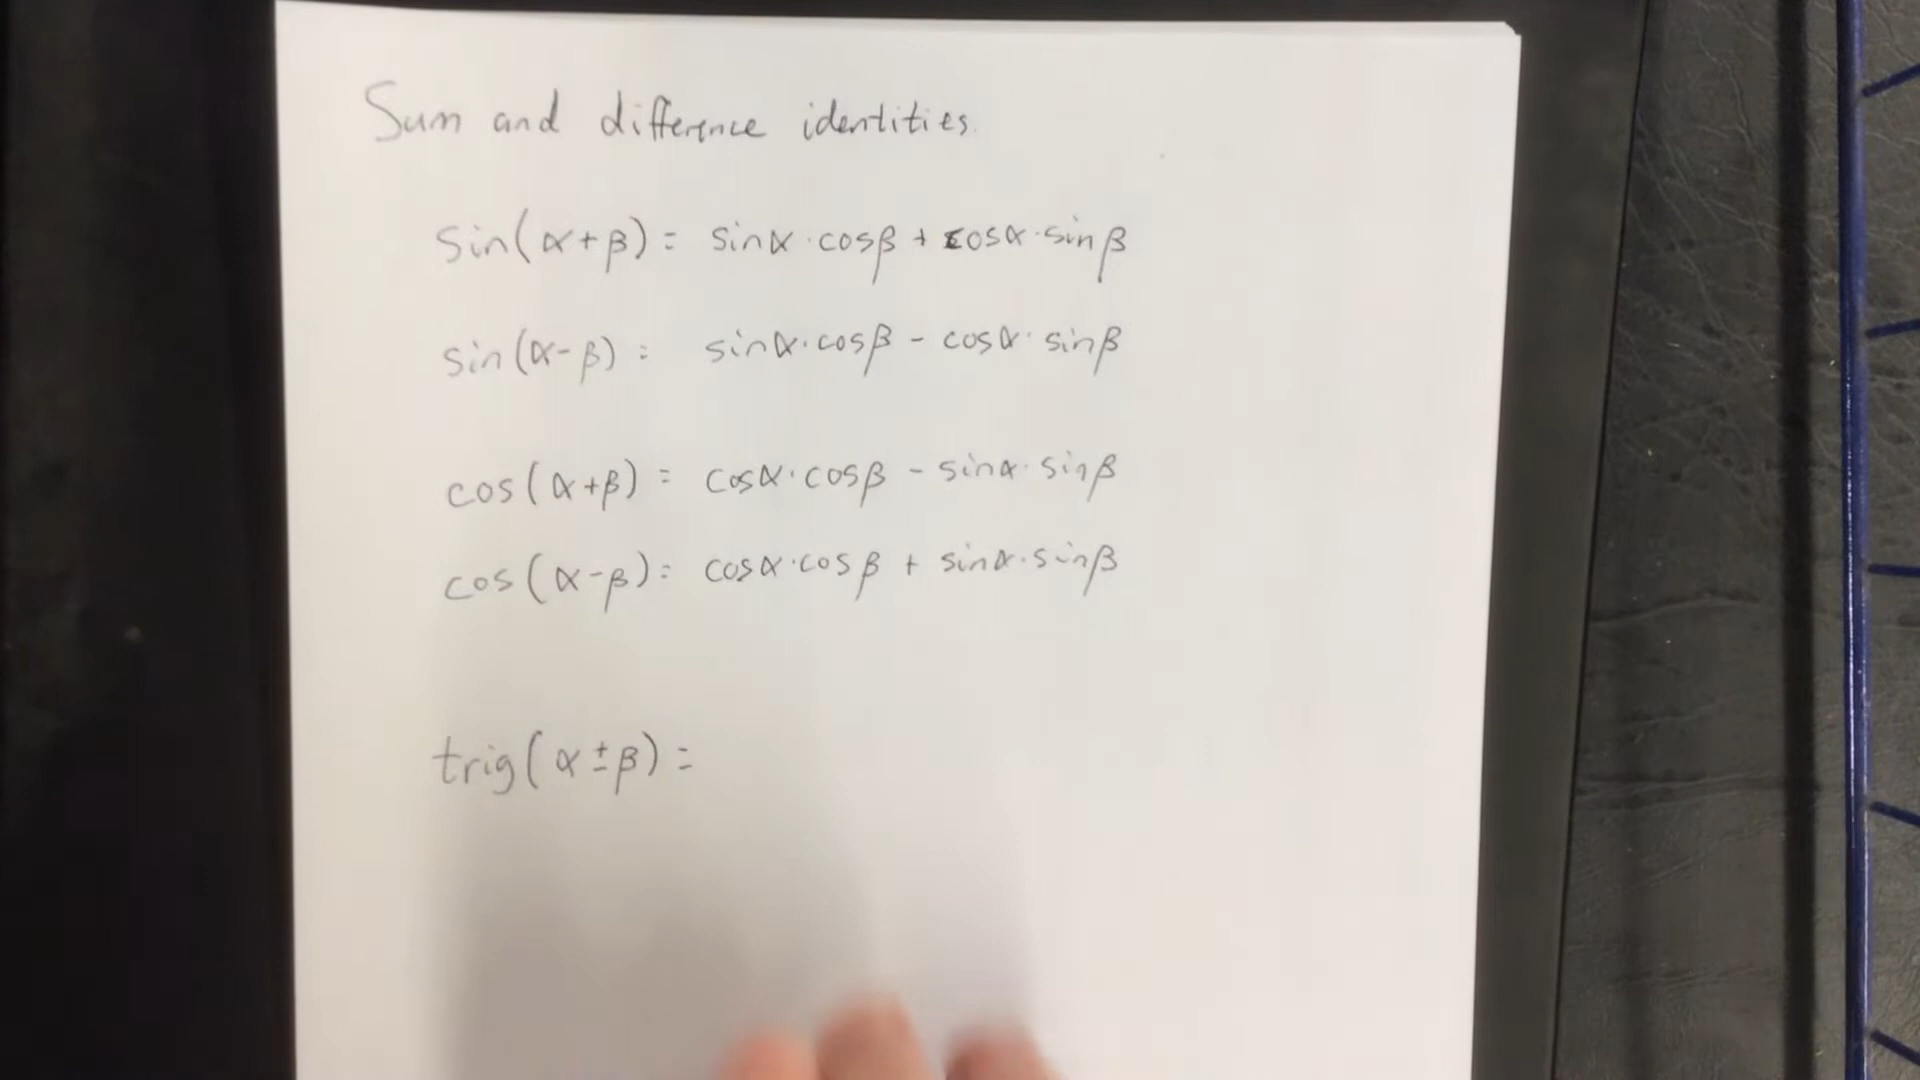 Sum and difference identities.
sin(α+β) = sinα·cosβ + cosα·sinβ
sin(α-β) = sinα·cosβ - cosα·sinβ
cos(α+β) = cosα·cosβ - sinα·sinβ
cos(α-β) = cosα·cosβ + sinα·sinβ
trig(α±β) =